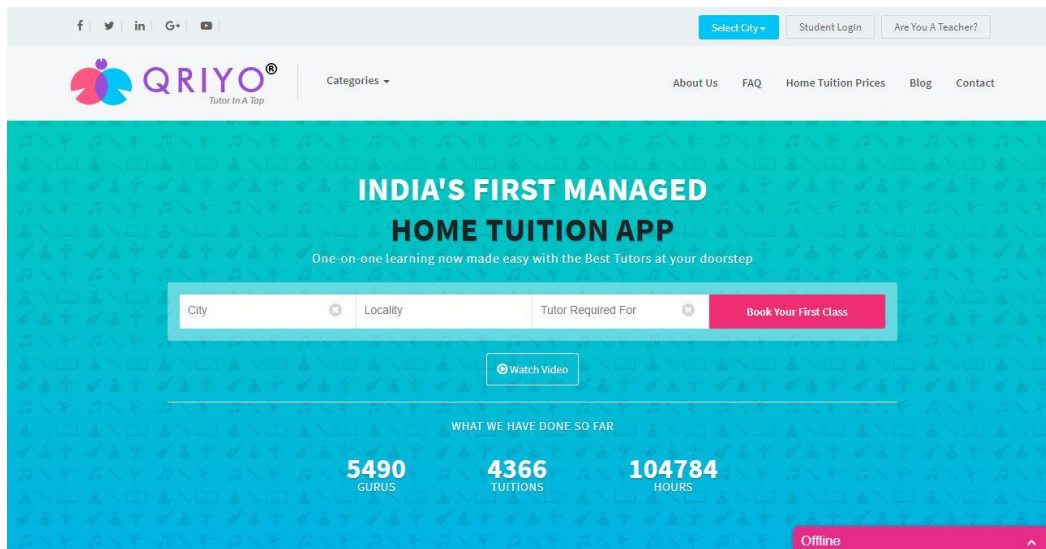 Select City
Student Login
Are You A Teacher?
QRIYO®
Tutor In A Tap
Categories
About Us
FAQ
Home Tuition Prices
Blog
Contact
INDIA'S FIRST MANAGED
HOME TUITION APP
One-on-one learning now made easy with the Best Tutors at your doorstep
City
Locality
Tutor Required For
Book Your First Class
Watch Video
WHAT WE HAVE DONE SO FAR
5490
GURUS
4366
TUITIONS
104784
HOURS
Offline